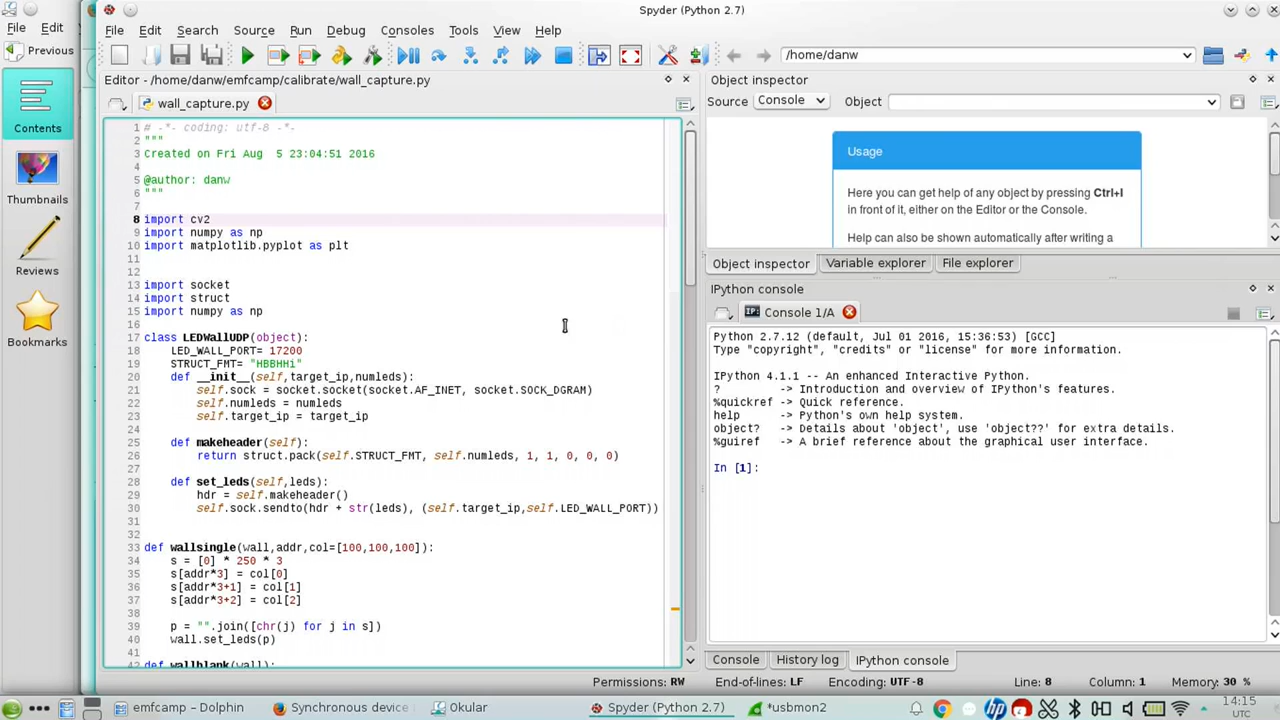 Spyder (Python 2.7)
File Edit
File Edit Search Source Run Debug Consoles Tools View Help
Previous
/home/danw
Editor - /home/danw/emfcamp/calibrate/wall_capture.py
wall_capture.py
Contents
Thumbnails
Reviews
Bookmarks
1 # -*- coding: utf-8 -*-
2 """
3 Created on Fri Aug  5 23:04:51 2016
4
5 @author: danw
6 """
7
8 import cv2
9 import numpy as np
10 import matplotlib.pyplot as plt
11
12
13 import socket
14 import struct
15 import numpy as np
16
17 class LEDWallUDP(object):
18     LED_WALL_PORT= 17200
19     STRUCT_FMT= "HBBHHi"
20     def __init__(self,target_ip,numleds):
21         self.sock = socket.socket(socket.AF_INET, socket.SOCK_DGRAM)
22         self.numleds = numleds
23         self.target_ip = target_ip
24
25     def makeheader(self):
26         return struct.pack(self.STRUCT_FMT, self.numleds, 1, 1, 0, 0, 0)
27
28     def set_leds(self,leds):
29         hdr = self.makeheader()
30         self.sock.sendto(hdr + str(leds), (self.target_ip,self.LED_WALL_PORT))
31
32
33 def wallsingle(wall,addr,col=[100,100,100]):
34     s = [0] * 250 * 3
35     s[addr*3] = col[0]
36     s[addr*3+1] = col[1]
37     s[addr*3+2] = col[2]
38
39     p = "".join([chr(j) for j in s])
40     wall.set_leds(p)
41
42 def wallblank(wall):
Object inspector
Source Console Object
Usage
Here you can get help of any object by pressing Ctrl+I
in front of it, either on the Editor or the Console.
Help can also be shown automatically after writing a
Object inspector Variable explorer File explorer
IPython console
Console 1/A
Python 2.7.12 (default, Jul 01 2016, 15:36:53) [GCC]
Type "copyright", "credits" or "license" for more information.
IPython 4.1.1 -- An enhanced Interactive Python.
?         -> Introduction and overview of IPython's features.
%quickref -> Quick reference.
help      -> Python's own help system.
object?   -> Details about 'object', use 'object??' for extra details.
%guiref   -> A brief reference about the graphical user interface.
In [1]:
Console History log IPython console
Permissions: RW End-of-lines: LF Encoding: UTF-8 Line: 8 Column: 1 Memory: 30 %
emfcamp – Dolphin Synchronous device Okular Spyder (Python 2.7) *usbmon2 14:15
UTC